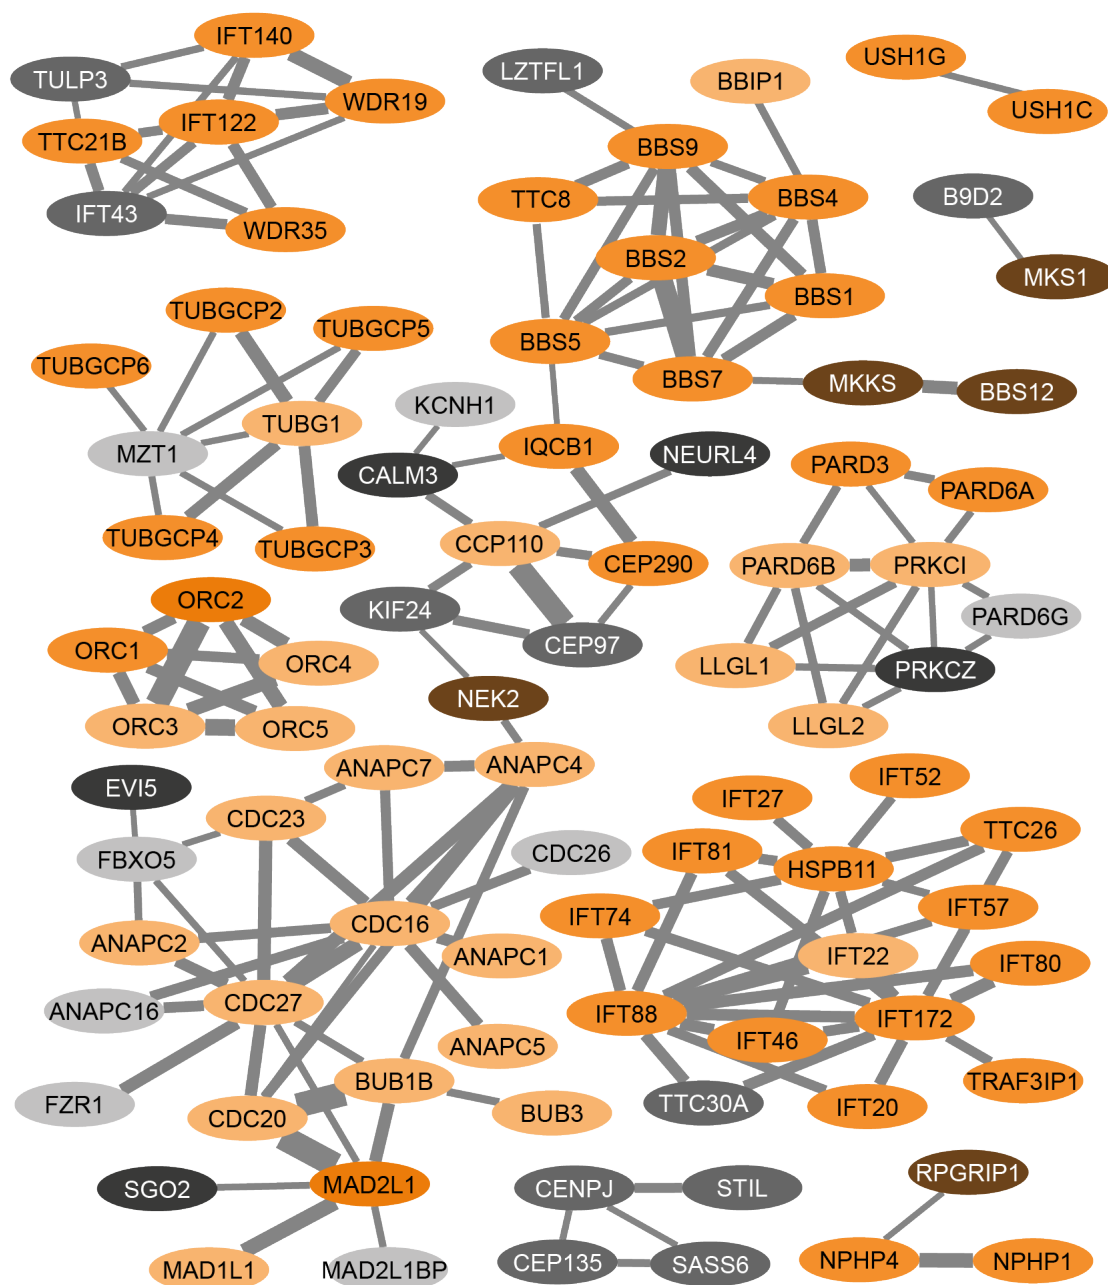 IFT140
TULP3
WDR19
IFT122
TTC21B
IFT43
WDR35
LZTFL1
BBIP1
BBS9
TTC8
BBS4
BBS2
BBS1
BBS5
BBS7
MKKS
BBS12
USH1G
USH1C
B9D2
MKS1
TUBGCP2
TUBGCP5
TUBGCP6
TUBG1
MZT1
TUBGCP4
TUBGCP3
KCNH1
IQCB1
NEURL4
CALM3
CCP110
CEP290
KIF24
CEP97
NEK2
PARD3
PARD6A
PARD6B
PRKCI
PARD6G
LLGL1
PRKCZ
LLGL2
ORC2
ORC1
ORC4
ORC3
ORC5
ANAPC7
ANAPC4
EVI5
CDC23
FBXO5
CDC26
CDC16
ANAPC2
ANAPC1
ANAPC16
CDC27
ANAPC5
BUB1B
FZR1
CDC20
BUB3
SGO2
MAD2L1
MAD1L1
MAD2L1BP
IFT52
IFT27
TTC26
IFT81
HSPB11
IFT74
IFT57
IFT22
IFT80
IFT88
IFT172
IFT46
TRAF3IP1
TTC30A
IFT20
CENPJ
STIL
CEP135
SASS6
RPGRIP1
NPHP4
NPHP1